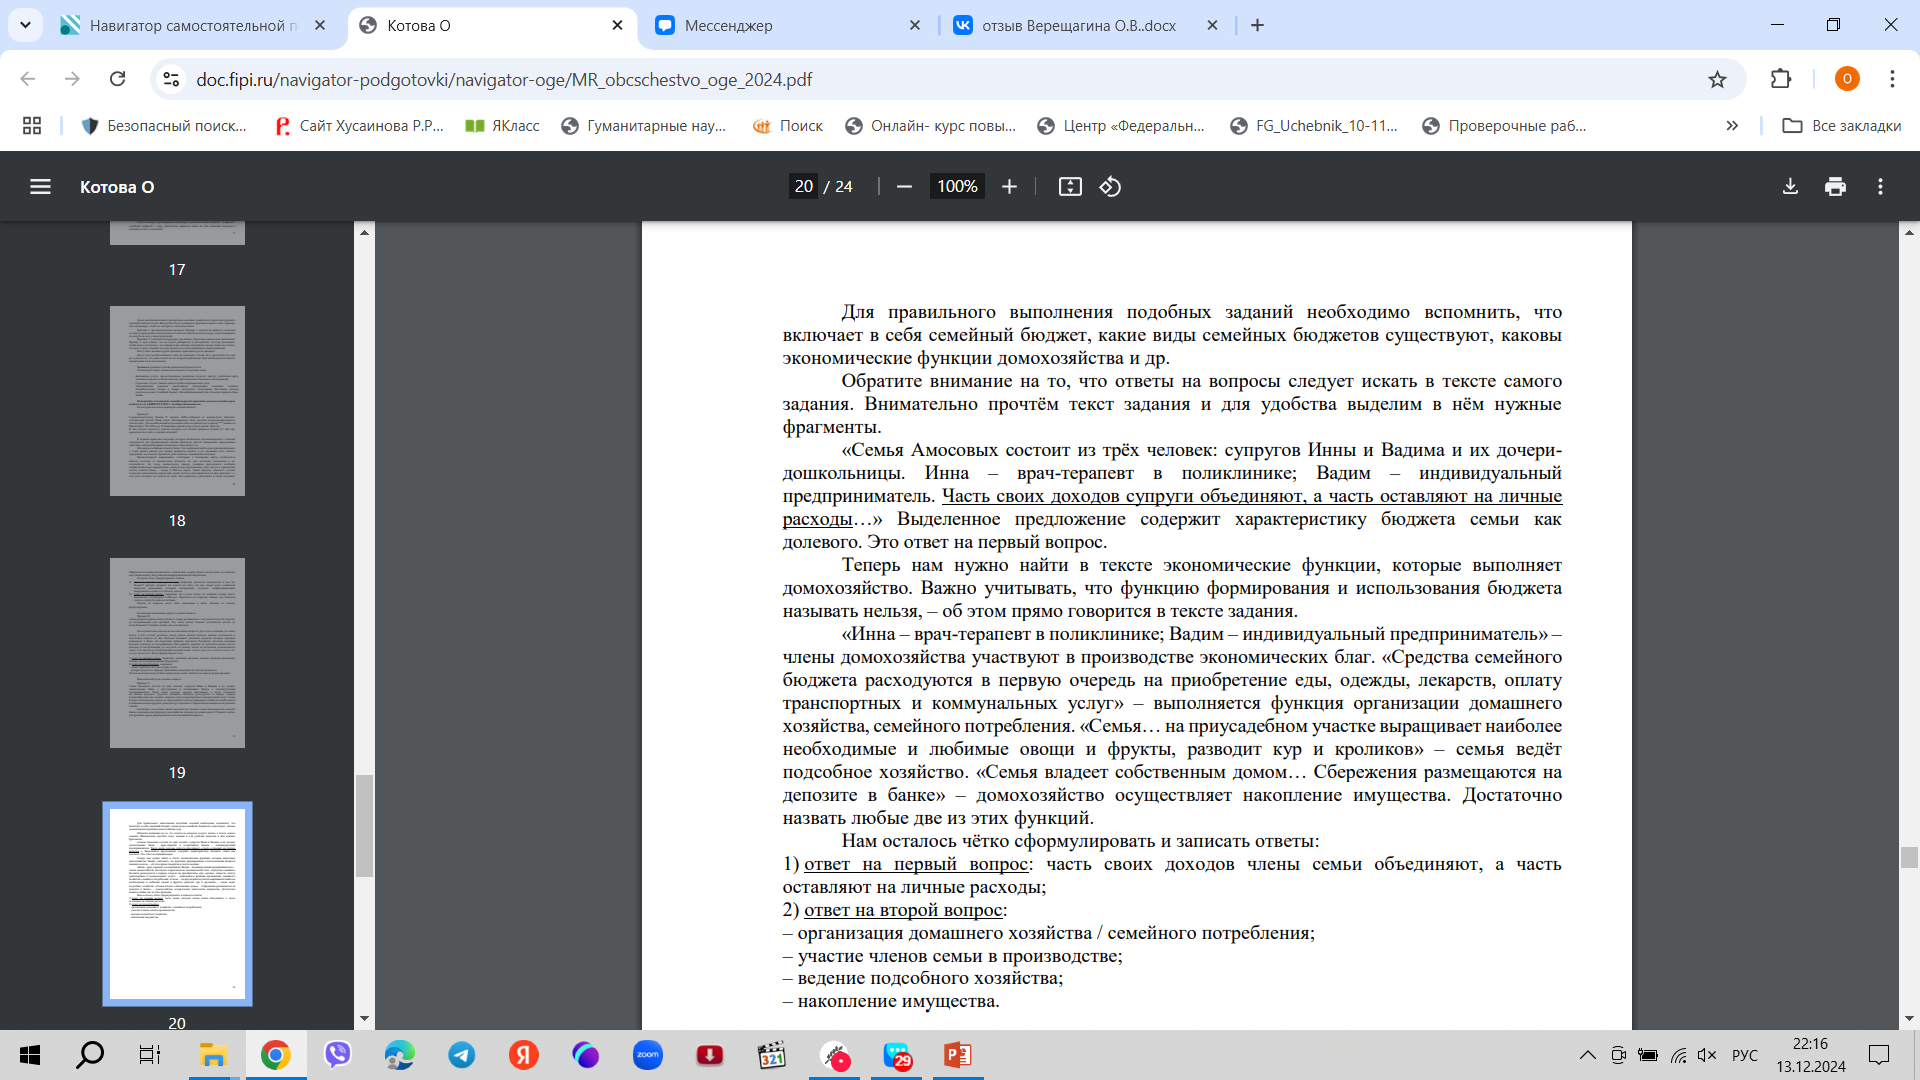 Навигатор самостоятельной п
Котова О
Мессенджер
отзыв Верещагина О.В..docx
doc.fipi.ru/navigator-podgotovki/navigator-oge/MR_obcschestvo_oge_2024.pdf
О
Безопасный поиск...
Сайт Хусаинова Р.Р...
ЯКласс
Гуманитарные нау...
Поиск
Онлайн- курс повы...
Центр «Федеральн...
FG_Uchebnik_10-11...
Проверочные раб...
Все закладки
Котова О
20 / 24
100%
17
18
19
20
Для правильного выполнения подобных заданий необходимо вспомнить, что
включает в себя семейный бюджет, какие виды семейных бюджетов существуют, каковы
экономические функции домохозяйства и др.
Обратите внимание на то, что ответы на вопросы следует искать в тексте самого
задания. Внимательно прочтём текст задания и для удобства выделим в нём нужные
фрагменты.
«Семья Амосовых состоит из трёх человек: супругов Инны и Вадима и их дочери-
дошкольницы. Инна – врач-терапевт в поликлинике; Вадим – индивидуальный
предприниматель. Часть своих доходов супруги объединяют, а часть оставляют на личные
расходы…» Выделенное предложение содержит характеристику бюджета семьи как
долевого. Это ответ на первый вопрос.
Теперь нам нужно найти в тексте экономические функции, которые выполняет
домохозяйство. Важно учитывать, что функцию формирования и использования бюджета
называть нельзя, – об этом прямо говорится в тексте задания.
«Инна – врач-терапевт в поликлинике; Вадим – индивидуальный предприниматель» –
члены домохозяйства участвуют в производстве экономических благ. «Средства семейного
бюджета расходуются в первую очередь на приобретение еды, одежды, лекарств, оплату
транспортных и коммунальных услуг» – выполняется функция организации домашнего
хозяйства, семейного потребления. «Семья… на приусадебном участке выращивает наиболее
необходимые и любимые овощи и фрукты, разводит кур и кроликов» – семья ведёт
подсобное хозяйство. «Семья владеет собственным домом… Сбережения размещаются на
депозите в банке» – домохозяйство осуществляет накопление имущества. Достаточно
назвать любые две из этих функций.
Нам осталось чётко сформулировать и записать ответы:
1) ответ на первый вопрос: часть своих доходов члены семьи объединяют, а часть
оставляют на личные расходы;
2) ответ на второй вопрос:
– организация домашнего хозяйства / семейного потребления;
– участие членов семьи в производстве;
– ведение подсобного хозяйства;
– накопление имущества.
zoom
321
29
РУС
22:16
13.12.2024